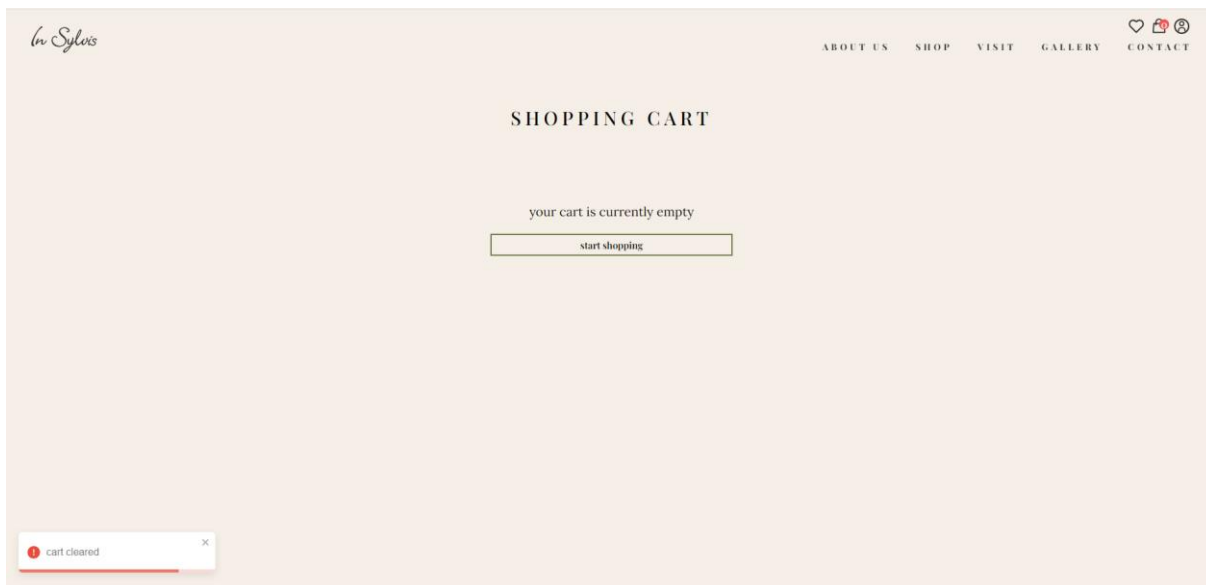 In Sylvis
ABOUT US SHOP VISIT GALLERY CONTACT
SHOPPING CART
your cart is currently empty
start shopping
cart cleared